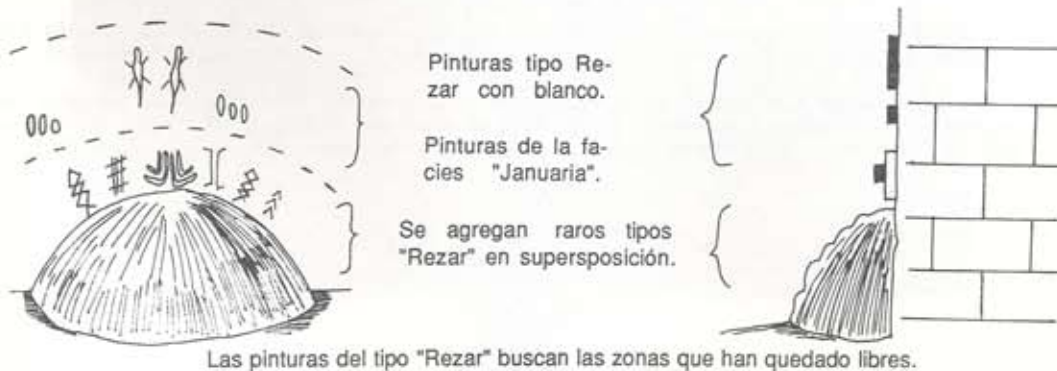 Pinturas tipo Re-
zar con blanco.
Pinturas de la fa-
cies "Januaria".
Se agregan raros tipos
"Rezar" en supersposición.
Las pinturas del tipo "Rezar" buscan las zonas que han quedado libres.